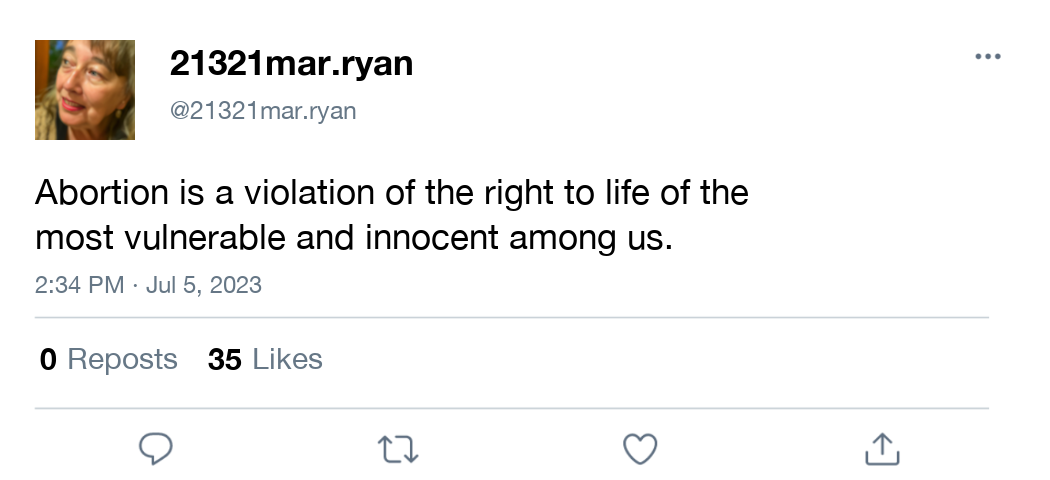 21321mar.ryan
@21321mar.ryan
Abortion is a violation of the right to life of the
most vulnerable and innocent among us.
2:34 PM · Jul 5, 2023
0 Reposts 35 Likes